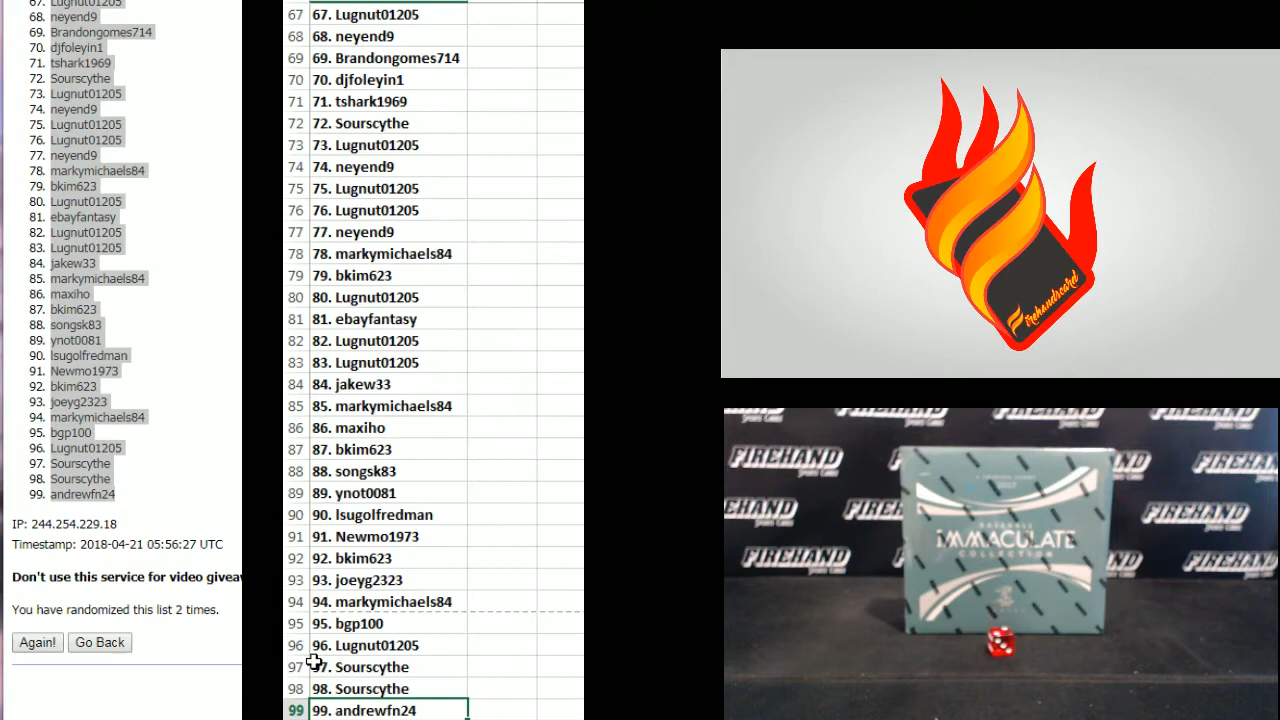 67. Lugnut01205
68. neyend9
69. Brandongomes714
70. djfoleyin1
71. tshark1969
72. Sourscythe
73. Lugnut01205
74. neyend9
75. Lugnut01205
76. Lugnut01205
77. neyend9
78. markymichaels84
79. bkim623
80. Lugnut01205
81. ebayfantasy
82. Lugnut01205
83. Lugnut01205
84. jakew33
85. markymichaels84
86. maxiho
87. bkim623
88. songsk83
89. ynot0081
90. lsugolfredman
91. Newmo1973
92. bkim623
93. joeyg2323
94. markymichaels84
95. bgp100
96. Lugnut01205
97. Sourscythe
98. Sourscythe
99. andrewfn24
IP: 244.254.229.18
Timestamp: 2018-04-21 05:56:27 UTC
Don't use this service for video giveaw
You have randomized this list 2 times.
Again! Go Back
67 67. Lugnut01205
68 68. neyend9
69 69. Brandongomes714
70 70. djfoleyin1
71 71. tshark1969
72 72. Sourscythe
73 73. Lugnut01205
74 74. neyend9
75 75. Lugnut01205
76 76. Lugnut01205
77 77. neyend9
78 78. markymichaels84
79 79. bkim623
80 80. Lugnut01205
81 81. ebayfantasy
82 82. Lugnut01205
83 83. Lugnut01205
84 84. jakew33
85 85. markymichaels84
86 86. maxiho
87 87. bkim623
88 88. songsk83
89 89. ynot0081
90 90. lsugolfredman
91 91. Newmo1973
92 92. bkim623
93 93. joeyg2323
94 94. markymichaels84
95 95. bgp100
96 96. Lugnut01205
97 97. Sourscythe
98 98. Sourscythe
99 99. andrewfn24
Firehandscard
FIREHAND
FIREHAND
FIREHAND
BASEBALL
IMMACULATE
COLLECTION